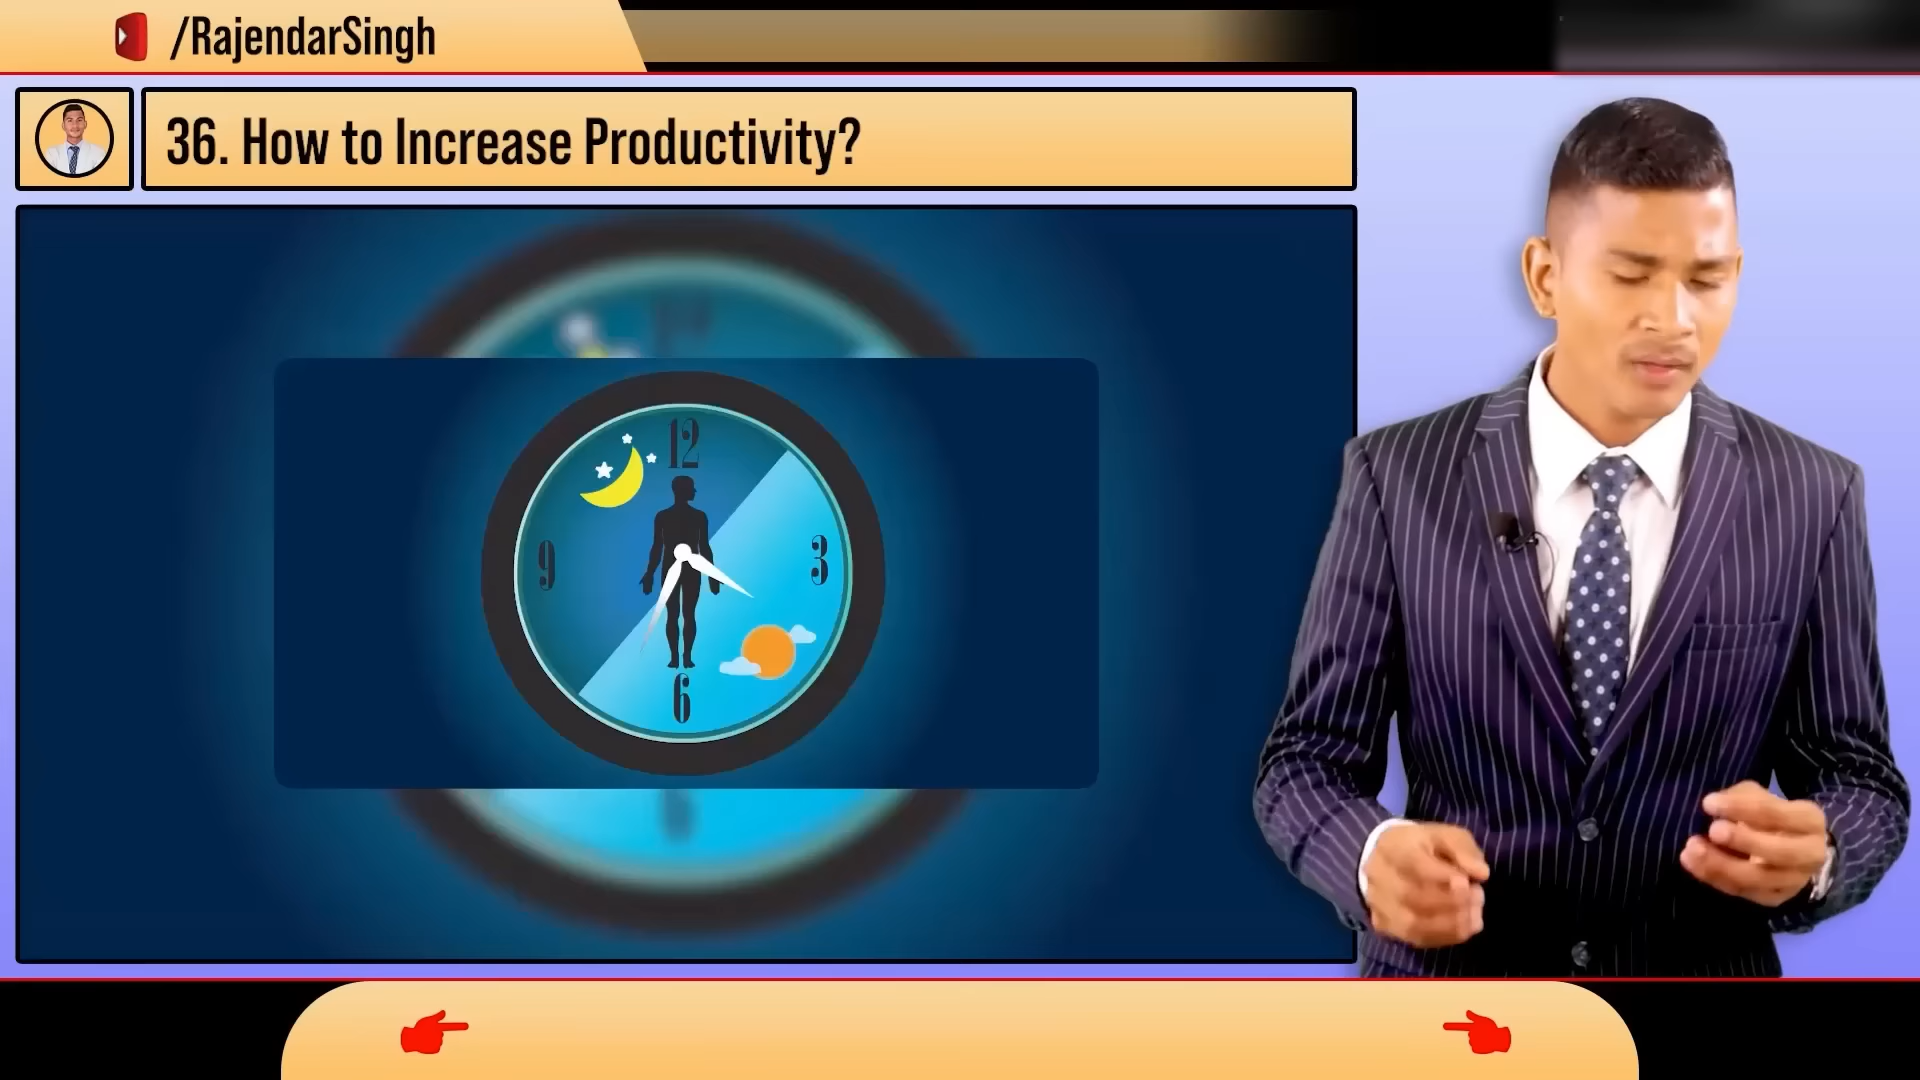 /RajendarSingh
36. How to Increase Productivity?
12
9
3
6